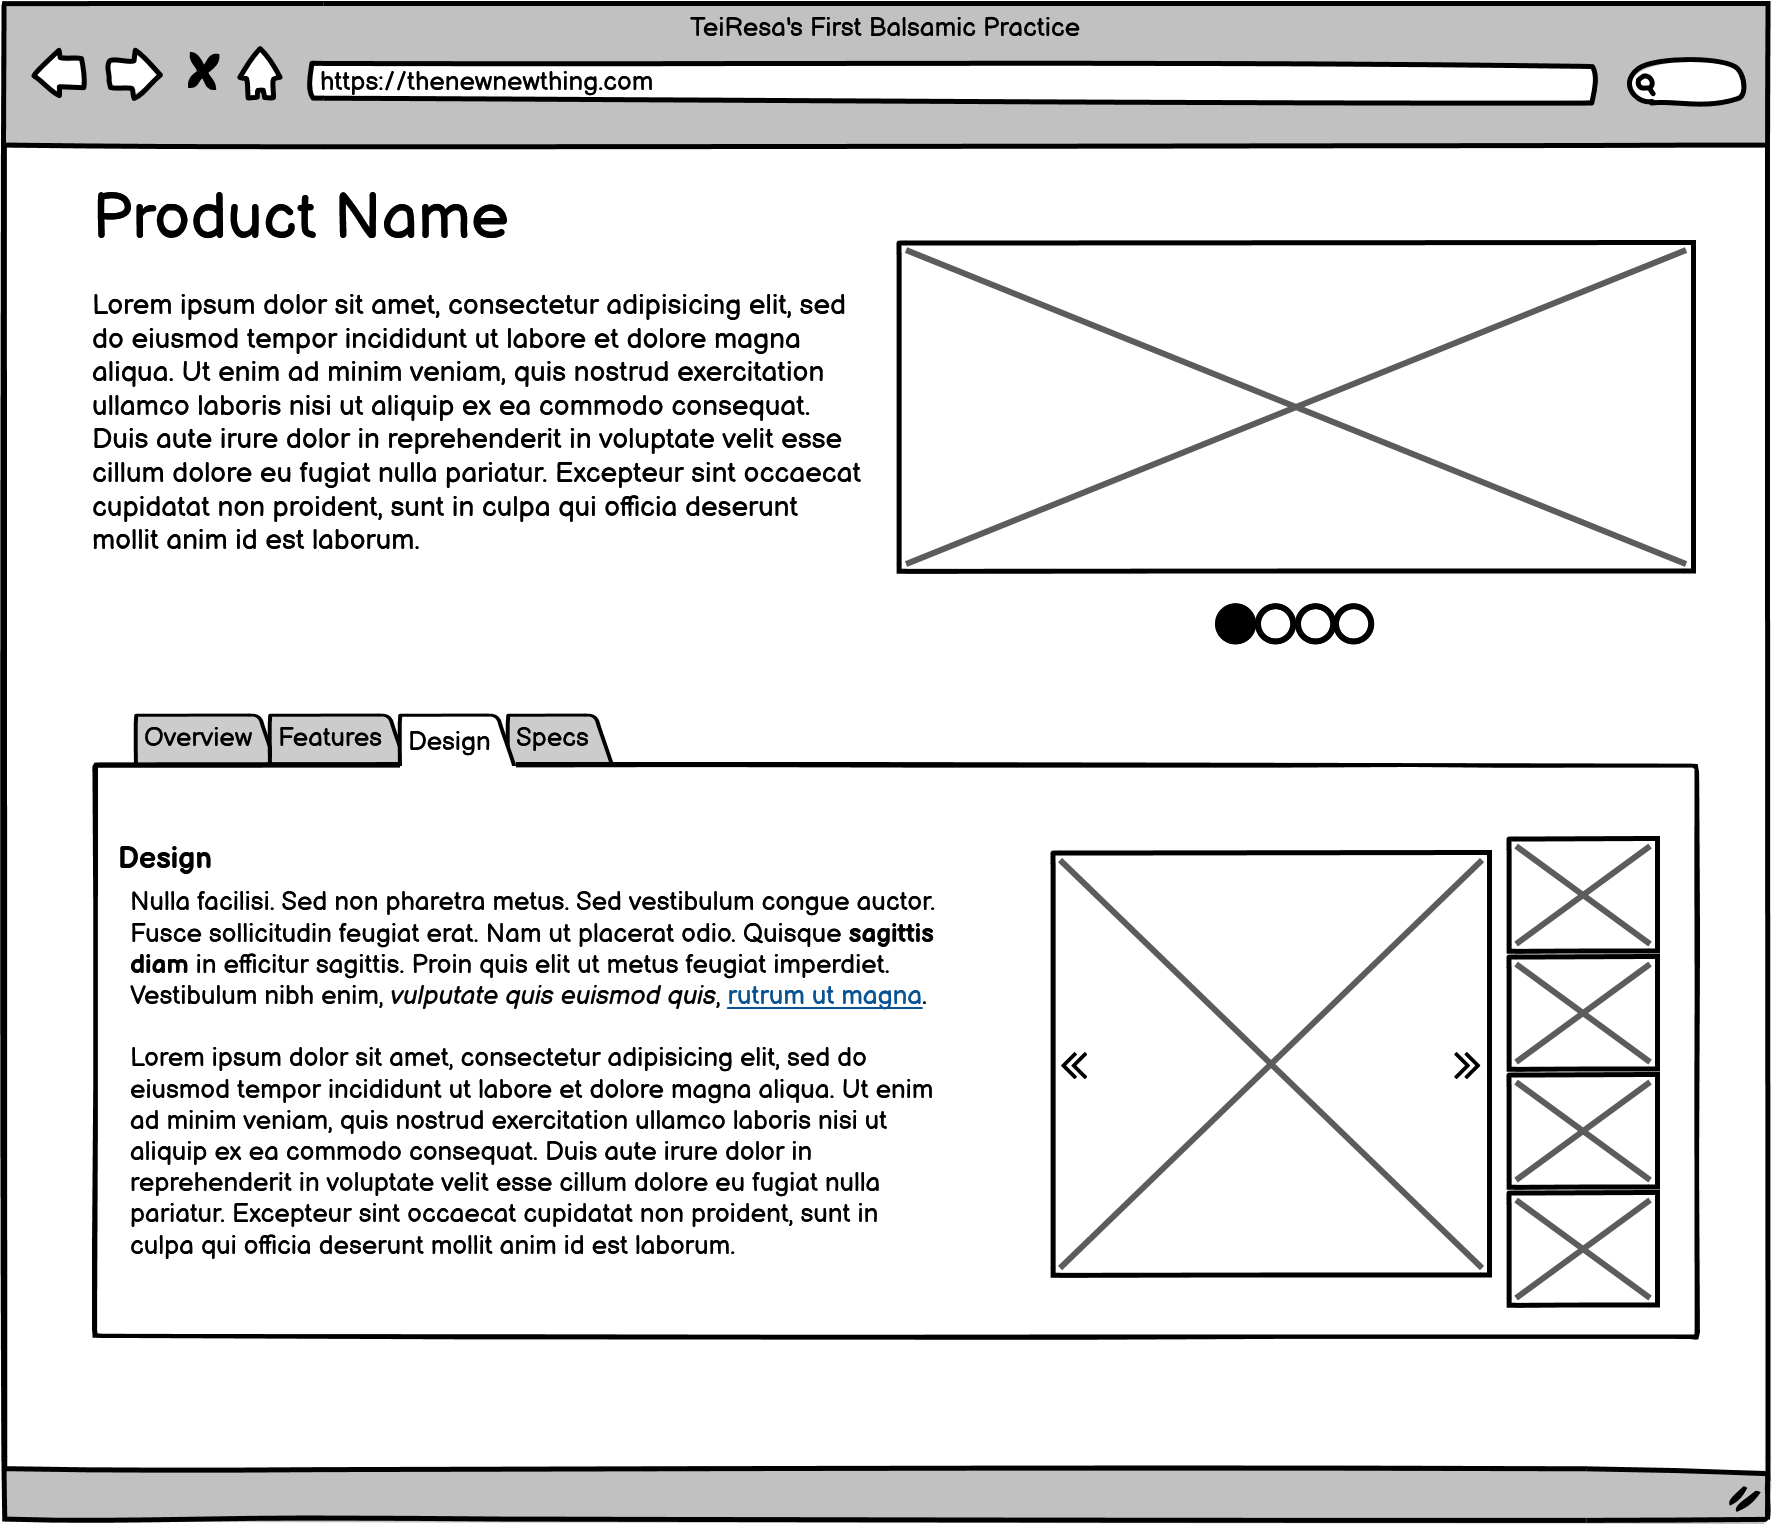 TeiResa's First Balsamic Practice
https://thenewnewthing.com
Product Name
Lorem ipsum dolor sit amet, consectetur adipisicing elit, sed
do eiusmod tempor incididunt ut labore et dolore magna
aliqua. Ut enim ad minim veniam, quis nostrud exercitation
ullamco laboris nisi ut aliquip ex ea commodo consequat.
Duis aute irure dolor in reprehenderit in voluptate velit esse
cillum dolore eu fugiat nulla pariatur. Excepteur sint occaecat
cupidatat non proident, sunt in culpa qui officia deserunt
mollit anim id est laborum.
Overview Features Design Specs
Design
Nulla facilisi. Sed non pharetra metus. Sed vestibulum congue auctor.
Fusce sollicitudin feugiat erat. Nam ut placerat odio. Quisque sagittis
diam in efficitur sagittis. Proin quis elit ut metus feugiat imperdiet.
Vestibulum nibh enim, vulputate quis euismod quis, rutrum ut magna.
Lorem ipsum dolor sit amet, consectetur adipisicing elit, sed do
eiusmod tempor incididunt ut labore et dolore magna aliqua. Ut enim
ad minim veniam, quis nostrud exercitation ullamco laboris nisi ut
aliquip ex ea commodo consequat. Duis aute irure dolor in
reprehenderit in voluptate velit esse cillum dolore eu fugiat nulla
pariatur. Excepteur sint occaecat cupidatat non proident, sunt in
culpa qui officia deserunt mollit anim id est laborum.